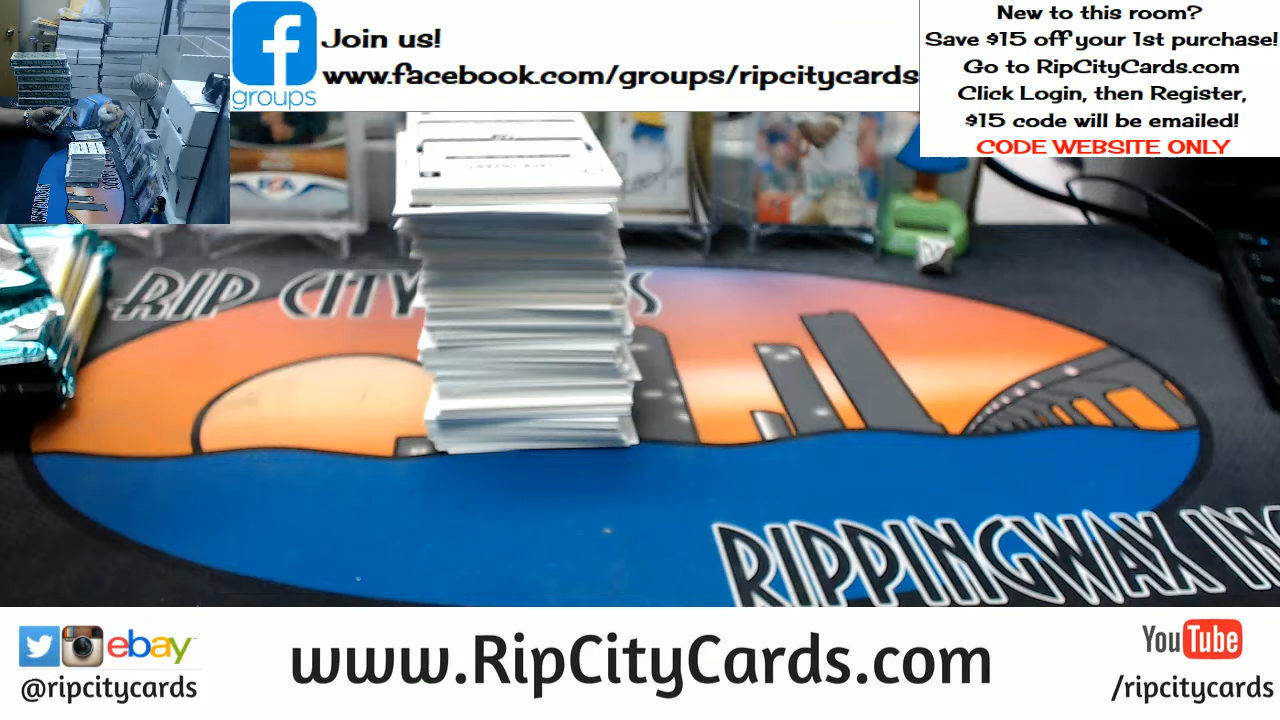 Join us!
www.facebook.com/groups/ripcitycards
groups
New to this room?
Save $15 off your 1st purchase!
Go to RipCityCards.com
Click Login, then Register,
$15 code will be emailed!
CODE WEBSITE ONLY
RIP CITY
RIPPINGWAX
ebay
@ripcitycards
www.RipCityCards.com
YouTube
/ripcitycards